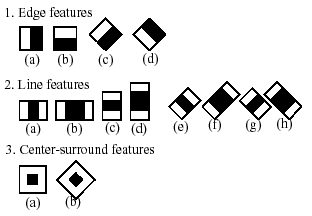 1. Edge features
(a) (b) (c) (d)
2. Line features
(a) (b) (c) (d) (e) (f) (g) (h)
3. Center-surround features
(a) (b)